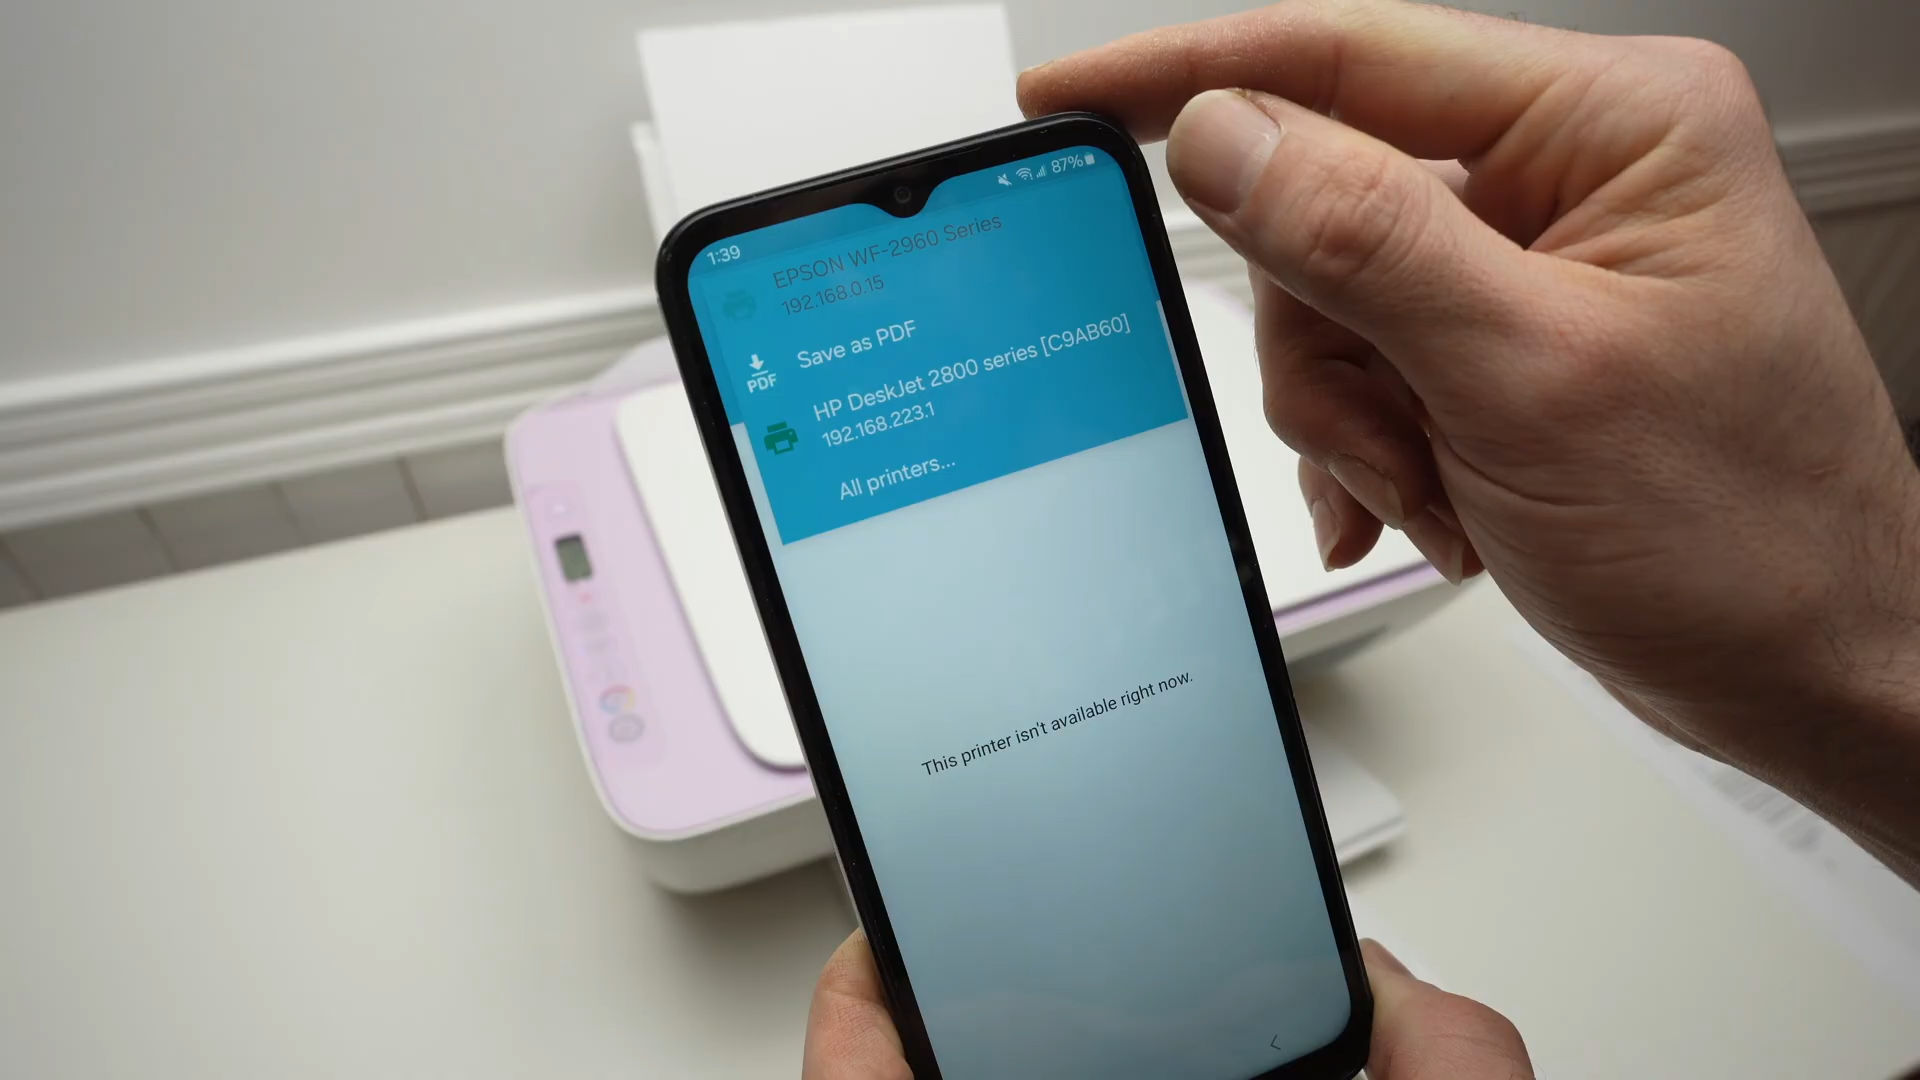 1:39
87%
EPSON WF-2960 Series
192.168.0.15
PDF
Save as PDF
HP DeskJet 2800 series [C9AB60]
192.168.223.1
All printers...
This printer isn't available right now.